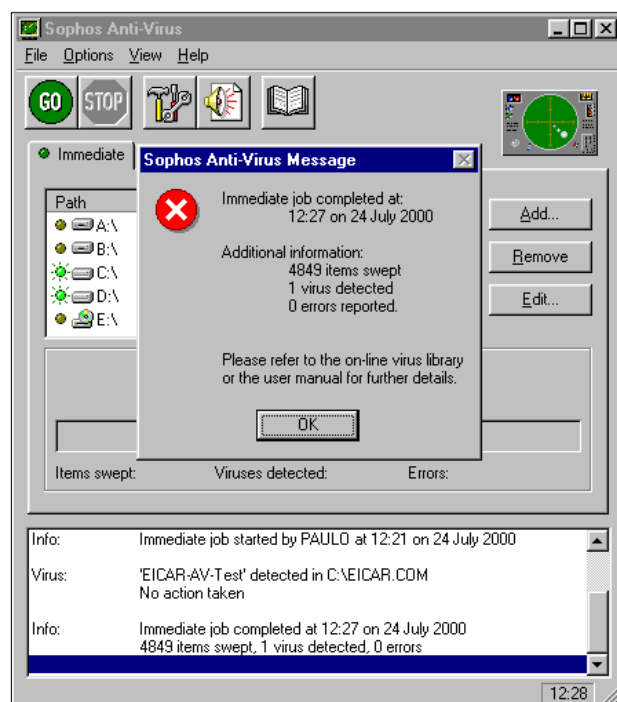 Sophos Anti-Virus
File Options View Help
GO STOP
Immediate
Path
A:\
B:\
C:\
D:\
E:\
Add...
Remove
Edit...
Sophos Anti-Virus Message
Immediate job completed at:
12:27 on 24 July 2000
Additional information:
4849 items swept
1 virus detected
0 errors reported.
Please refer to the on-line virus library
or the user manual for further details.
OK
Items swept: Viruses detected: Errors:
Info: Immediate job started by PAULO at 12:21 on 24 July 2000
Virus: 'EICAR-AV-Test' detected in C:\EICAR.COM
No action taken
Info: Immediate job completed at 12:27 on 24 July 2000
4849 items swept, 1 virus detected, 0 errors
12:28